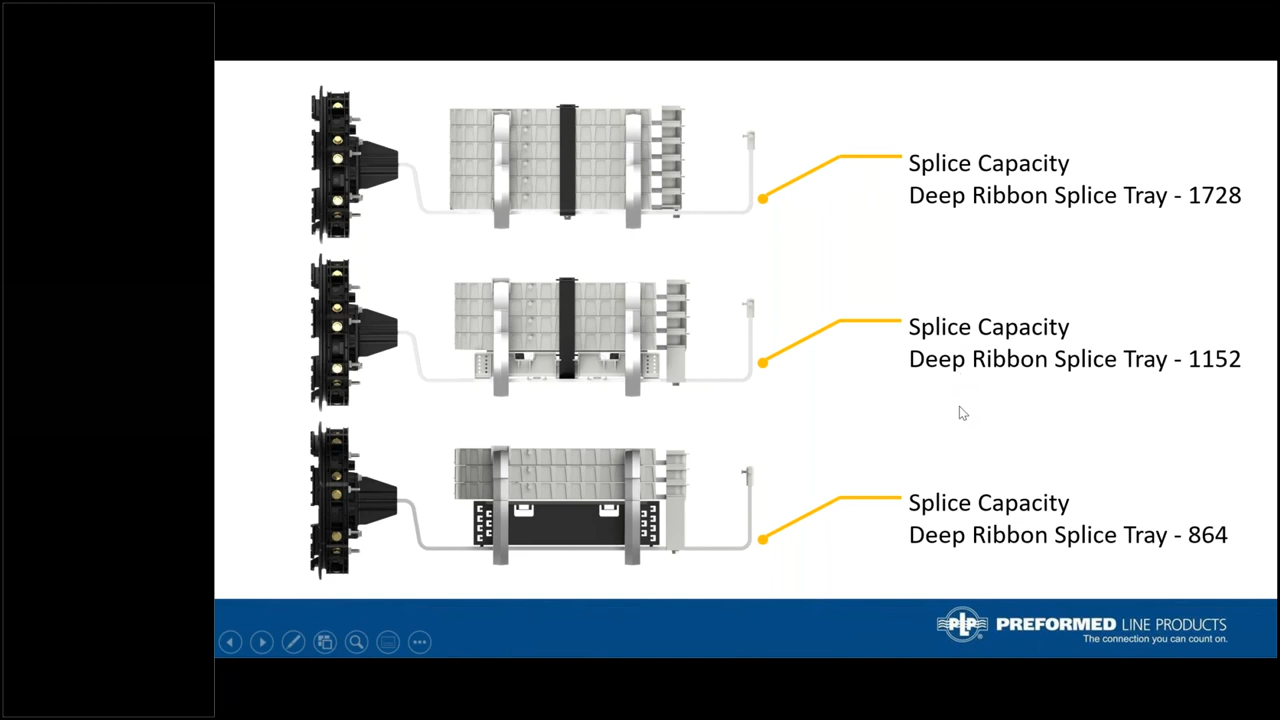 Splice Capacity
Deep Ribbon Splice Tray - 1728
Splice Capacity
Deep Ribbon Splice Tray - 1152
Splice Capacity
Deep Ribbon Splice Tray - 864
PLP® PREFORMED LINE PRODUCTS
The connection you can count on.